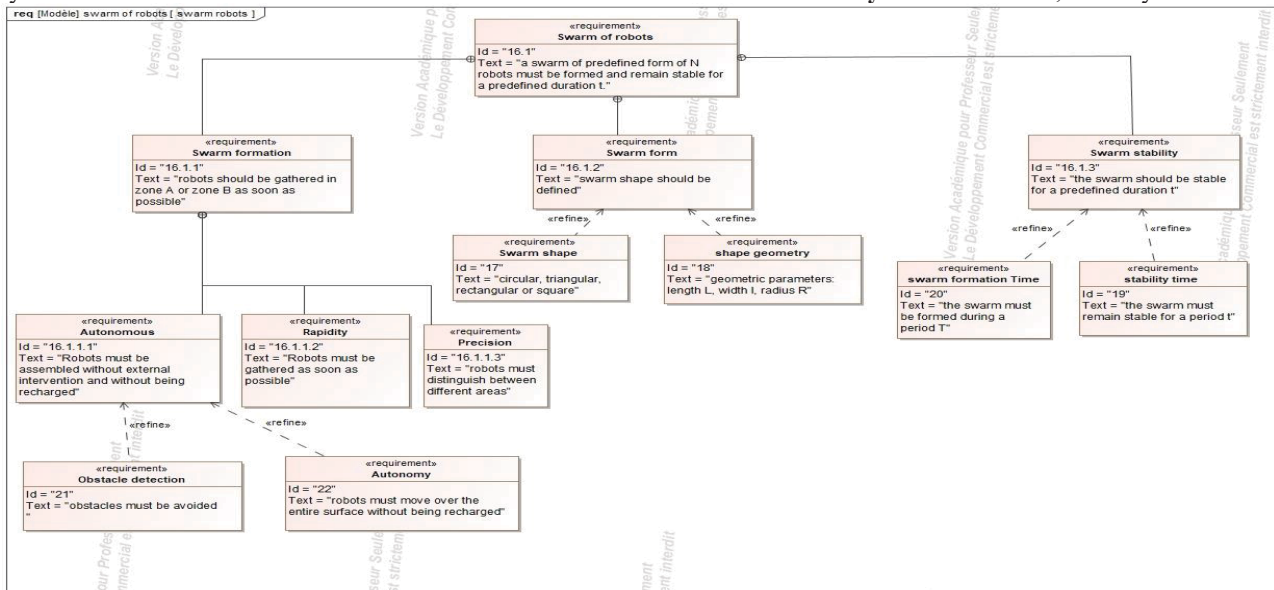 req [Modèle] swarm of robots [ swarm robots ]
«requirement»
Swarm of robots
Id = "16.1"
Text = "a swarm of predefined form of N
robots must be formed and remain stable for
a predefined duration t."
«requirement»
Swarm formation
Id = "16.1.1"
Text = "robots should be gathered in
zone A or zone B as soon as
possible"
«requirement»
Swarm form
Id = "16.1.2"
Text = "swarm shape should be
defined"
«requirement»
Swarm stability
Id = "16.1.3"
Text = "the swarm should be stable
for a predefined duration t"
«refine»
«refine»
«refine»
«refine»
«requirement»
Swarm shape
Id = "17"
Text = "circular, triangular,
rectangular or square"
«requirement»
shape geometry
Id = "18"
Text = "geometric parameters:
length L, width l, radius R"
«requirement»
swarm formation Time
Id = "20"
Text = "the swarm must
be formed during a
period T"
«requirement»
stability time
Id = "19"
Text = "the swarm must
remain stable for a period t"
«requirement»
Autonomous
Id = "16.1.1.1"
Text = "Robots must be
assembled without external
intervention and without being
recharged"
«requirement»
Rapidity
Id = "16.1.1.2"
Text = "Robots must be
gathered as soon as
possible"
«requirement»
Precision
Id = "16.1.1.3"
Text = "robots must
distinguish between
different areas"
«refine»
«refine»
«requirement»
Obstacle detection
Id = "21"
Text = "obstacles must be avoided
"
«requirement»
Autonomy
Id = "22"
Text = "robots must move over the
entire surface without being recharged"
Version Académique pour Professeur Seulement
Le Développement Commercial est strictement interdit